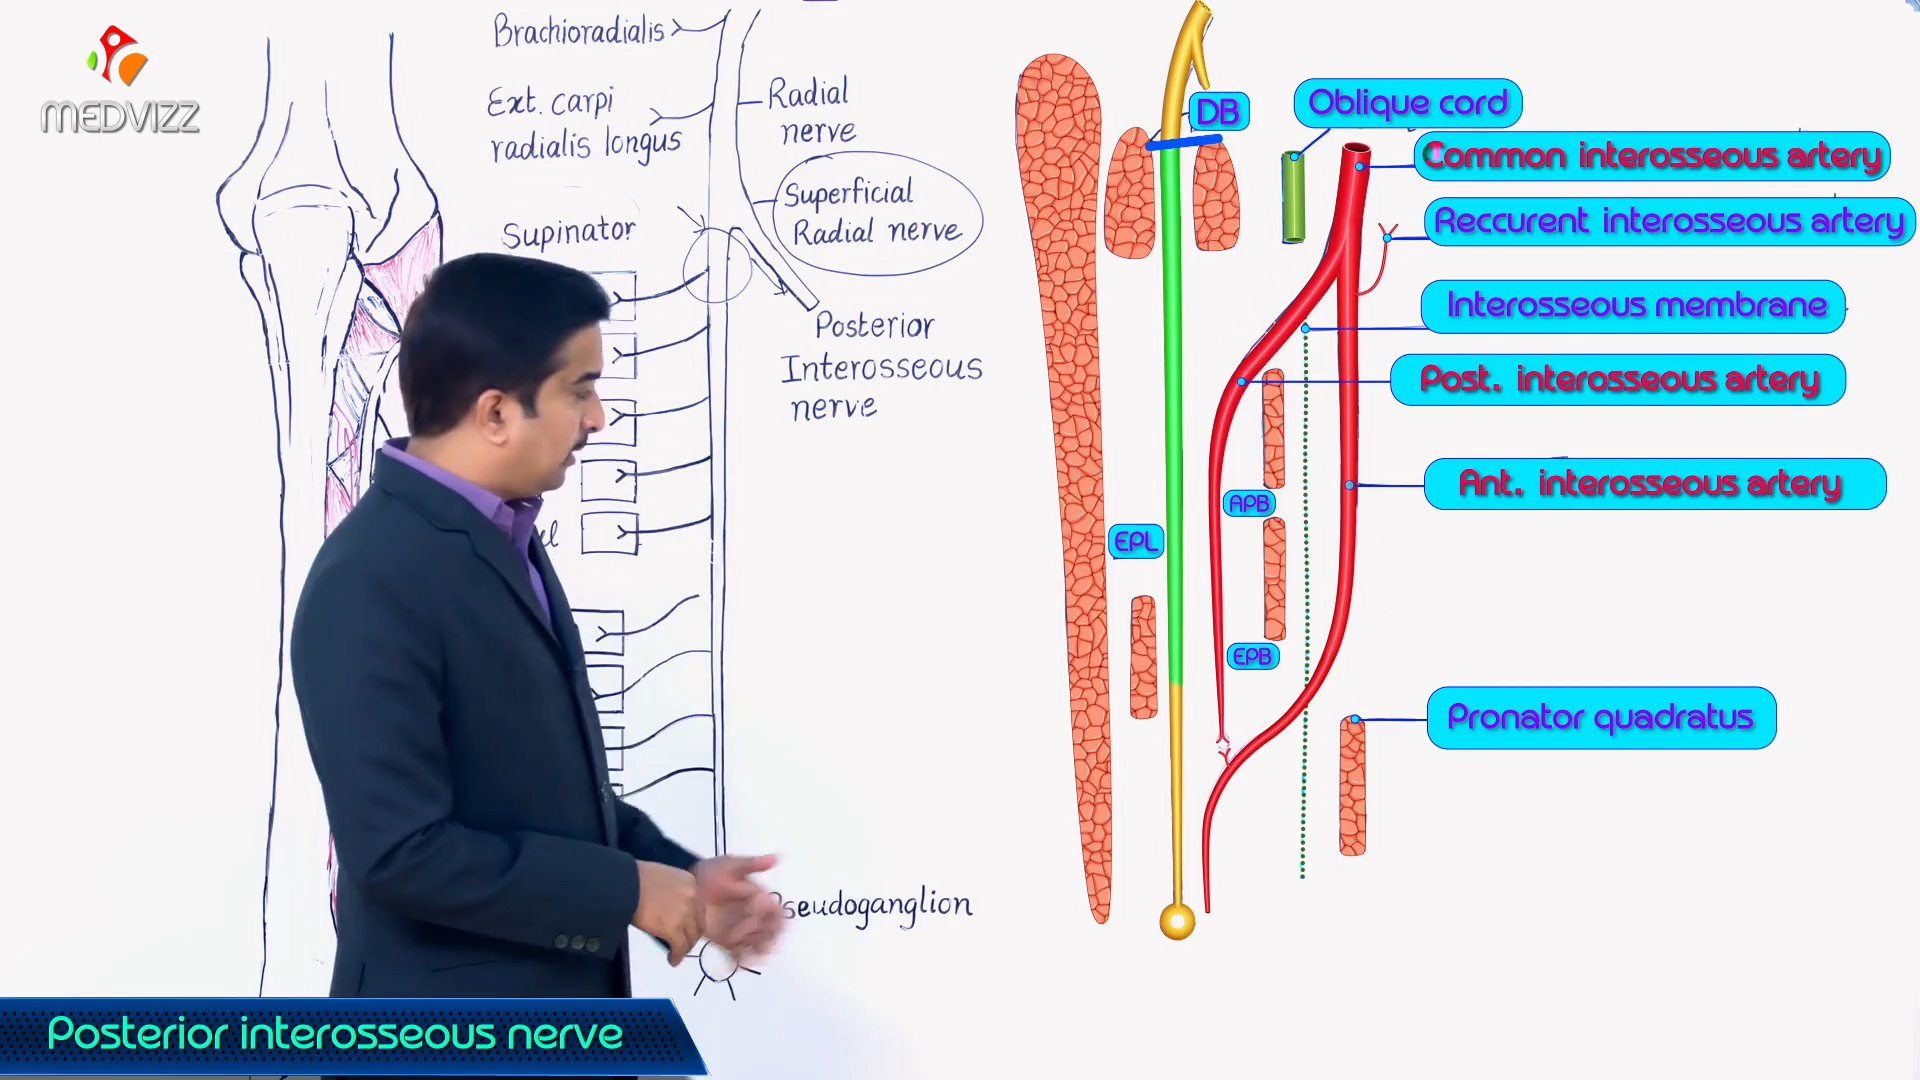 MEDVIZZ
Brachioradialis
Ext. carpi
radialis longus
Supinator
Radial
nerve
Superficial
Radial nerve
Posterior
Interosseous
nerve
Pseudoganglion
DB
Oblique cord
Common interosseous artery
Reccurent interosseous artery
Interosseous membrane
Post. interosseous artery
Ant. interosseous artery
APB
EPL
EPB
Pronator quadratus
Posterior interosseous nerve